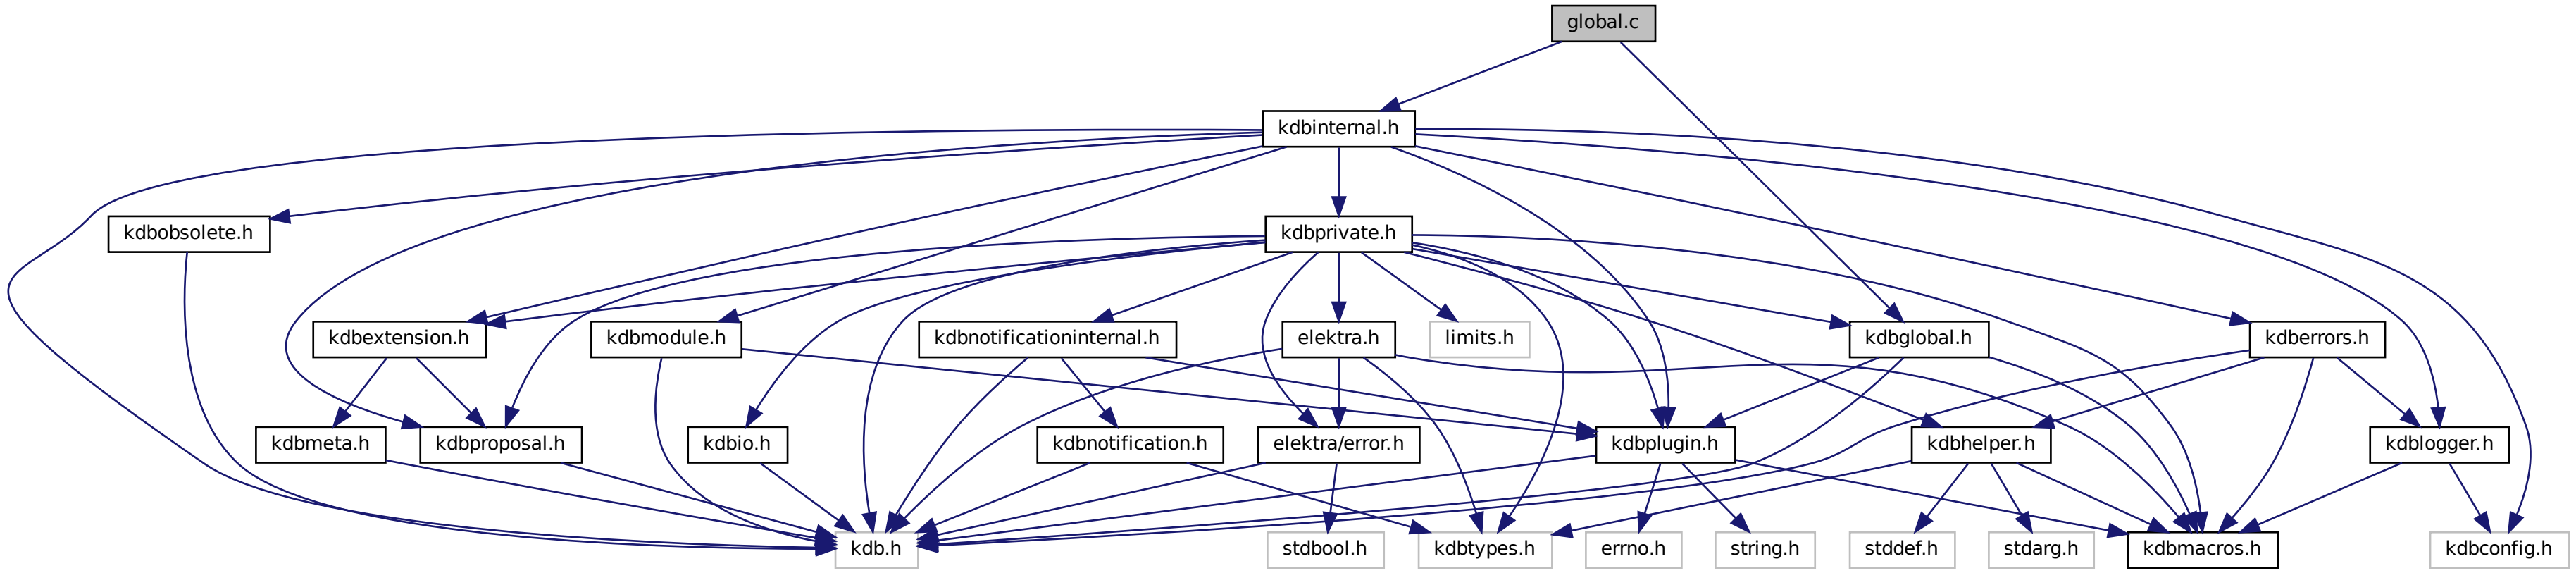 global.c
kdbinternal.h
kdbobsolete.h
kdbprivate.h
kdbextension.h
kdbmodule.h
kdbnotificationinternal.h
elektra.h
limits.h
kdbglobal.h
kdberrors.h
kdbmeta.h
kdbproposal.h
kdbio.h
kdbnotification.h
elektra/error.h
kdbplugin.h
kdbhelper.h
kdblogger.h
kdb.h
stdbool.h
kdbtypes.h
errno.h
string.h
stddef.h
stdarg.h
kdbmacros.h
kdbconfig.h